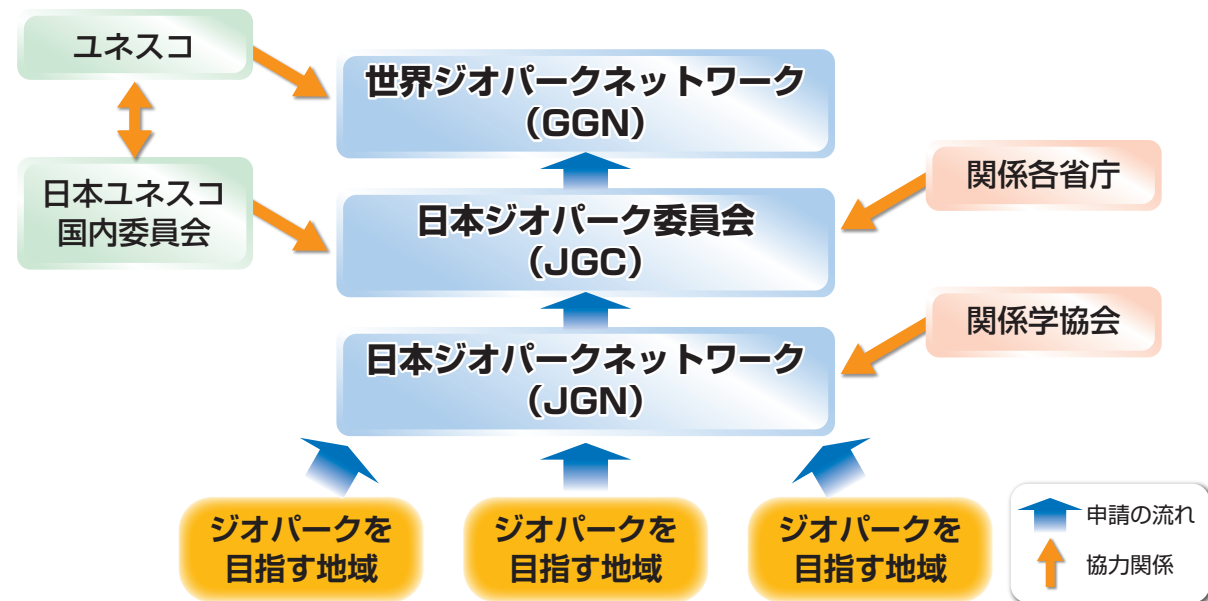 ユネスコ
世界ジオパークネットワーク
(GGN)
日本ユネスコ
国内委員会
日本ジオパーク委員会
(JGC)
関係各省庁
日本ジオパークネットワーク
(JGN)
関係学協会
ジオパークを
目指す地域
ジオパークを
目指す地域
ジオパークを
目指す地域
申請の流れ
協力関係